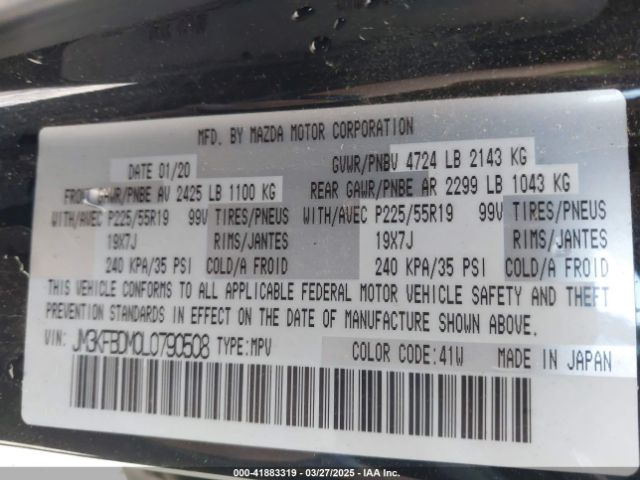 MFD. BY MAZDA MOTOR CORPORATION
DATE 01/20 GVWR/PNBV 4724 LB 2143 KG
FRONT GAWR/PNBE AV 2425 LB 1100 KG REAR GAWR/PNBE AR 2299 LB 1043 KG
WITH/AVEC P225/55R19 99V TIRES/PNEUS WITH/AVEC P225/55R19 99V TIRES/PNEUS
19X7J RIMS/JANTES 19X7J RIMS/JANTES
240 KPA/35 PSI COLD/A FROID 240 KPA/35 PSI COLD/A FROID
THIS VEHICLE CONFORMS TO ALL APPLICABLE FEDERAL MOTOR VEHICLE SAFETY AND THEFT
PREVENTION STANDARDS IN EFFECT ON THE DATE OF MANUFACTURE SHOWN ABOVE.
VIN: JM3KFBDM0L0790508 TYPE:MPV COLOR CODE:41W MADE IN JAPAN
000-41883319 - 03/27/2025 - IAA Inc.